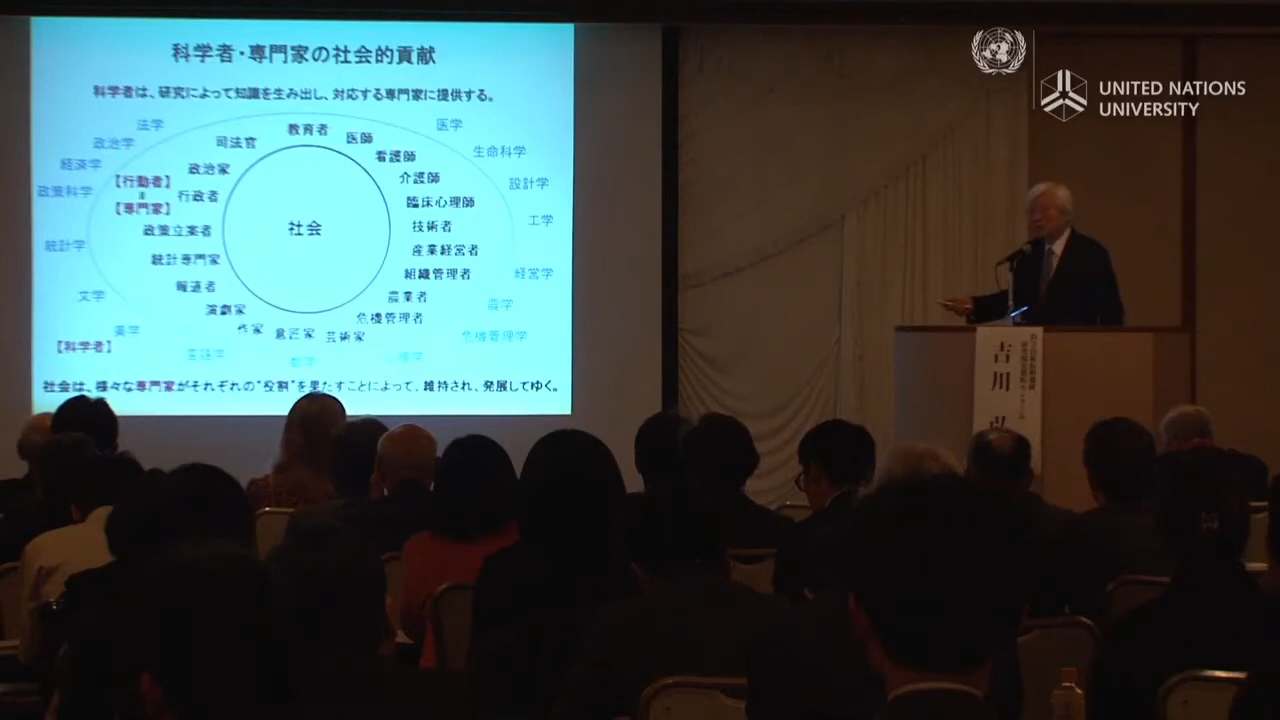 科学者・専門家の社会的貢献
科学者は、研究によって知識を生み出し、対応する専門家に提供する。
法学
医学
政治学
生命科学
経済学
設計学
政策科学
工学
統計学
経営学
文学
農学
美学
危機管理学
【科学者】
教育者
司法官
医師
政治家
看護師
【行動者】
行政者
介護師
【専門家】
臨床心理師
政策立案者
技術者
統計専門家
産業経営者
報道者
組織管理者
演劇家
農業者
作家
危機管理者
意匠家
芸術家
社会
社会は、様々な専門家がそれぞれの“役割”を果たすことによって、維持され、発展してゆく。
UNITED NATIONS
UNIVERSITY
吉川